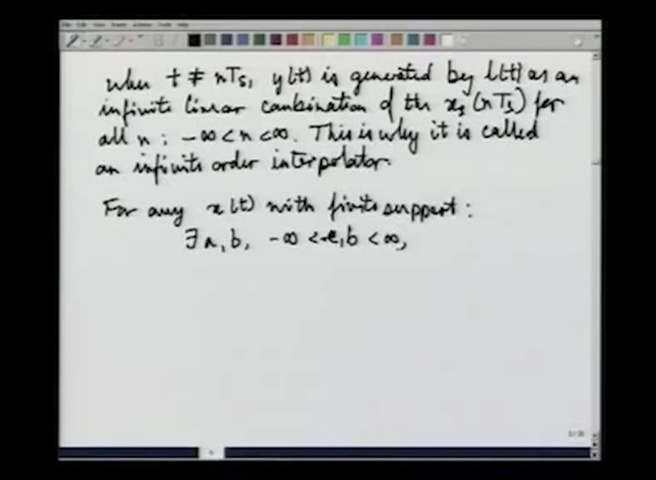 when t ≠ nTs, y(t) is generated by l(t) as an
infinite linear combination of the xs(nTs) for
all n : -∞ < n < ∞. This is why it is called
an infinite order interpolator.
For any x(t) with finite support :
∃ a, b, -∞ < a, b < ∞,